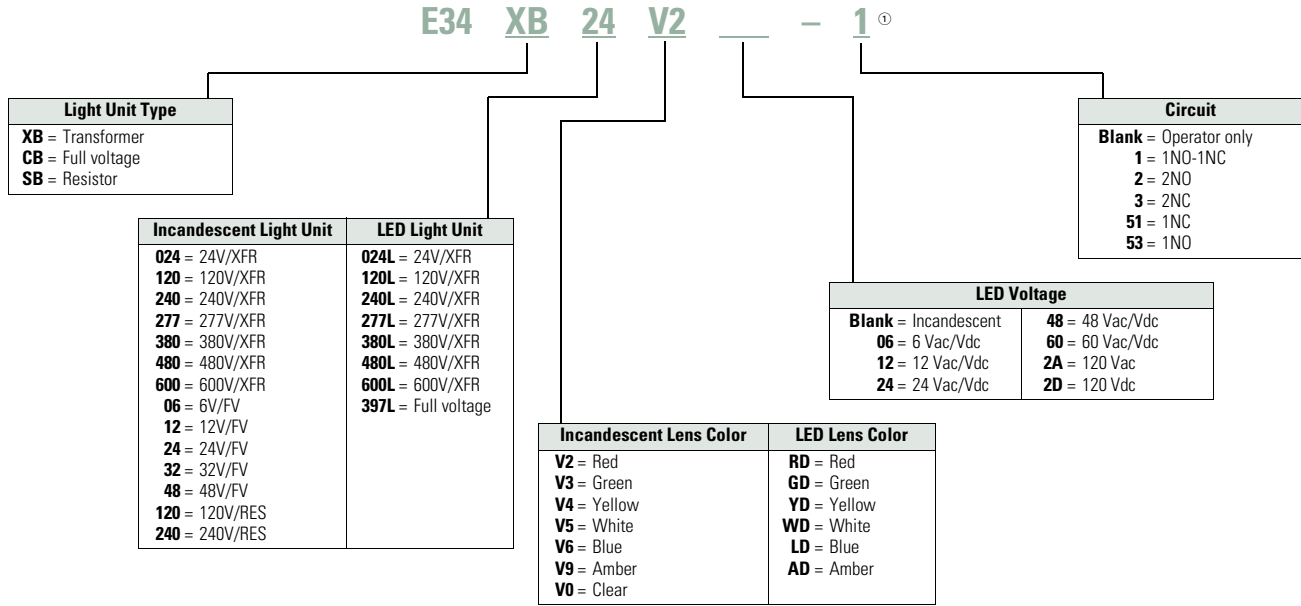 E34 XB 24 V2 ___ – 1 ①
Light Unit Type
XB = Transformer
CB = Full voltage
SB = Resistor
Incandescent Light Unit
024 = 24V/XFR
120 = 120V/XFR
240 = 240V/XFR
277 = 277V/XFR
380 = 380V/XFR
480 = 480V/XFR
600 = 600V/XFR
06 = 6V/FV
12 = 12V/FV
24 = 24V/FV
32 = 32V/FV
48 = 48V/FV
120 = 120V/RES
240 = 240V/RES
LED Light Unit
024L = 24V/XFR
120L = 120V/XFR
240L = 240V/XFR
277L = 277V/XFR
380L = 380V/XFR
480L = 480V/XFR
600L = 600V/XFR
397L = Full voltage
Incandescent Lens Color
V2 = Red
V3 = Green
V4 = Yellow
V5 = White
V6 = Blue
V9 = Amber
V0 = Clear
LED Lens Color
RD = Red
GD = Green
YD = Yellow
WD = White
LD = Blue
AD = Amber
LED Voltage
Blank = Incandescent
06 = 6 Vac/Vdc
12 = 12 Vac/Vdc
24 = 24 Vac/Vdc
48 = 48 Vac/Vdc
60 = 60 Vac/Vdc
2A = 120 Vac
2D = 120 Vdc
Circuit
Blank = Operator only
1 = 1NO-1NC
2 = 2NO
3 = 2NC
51 = 1NC
53 = 1NO